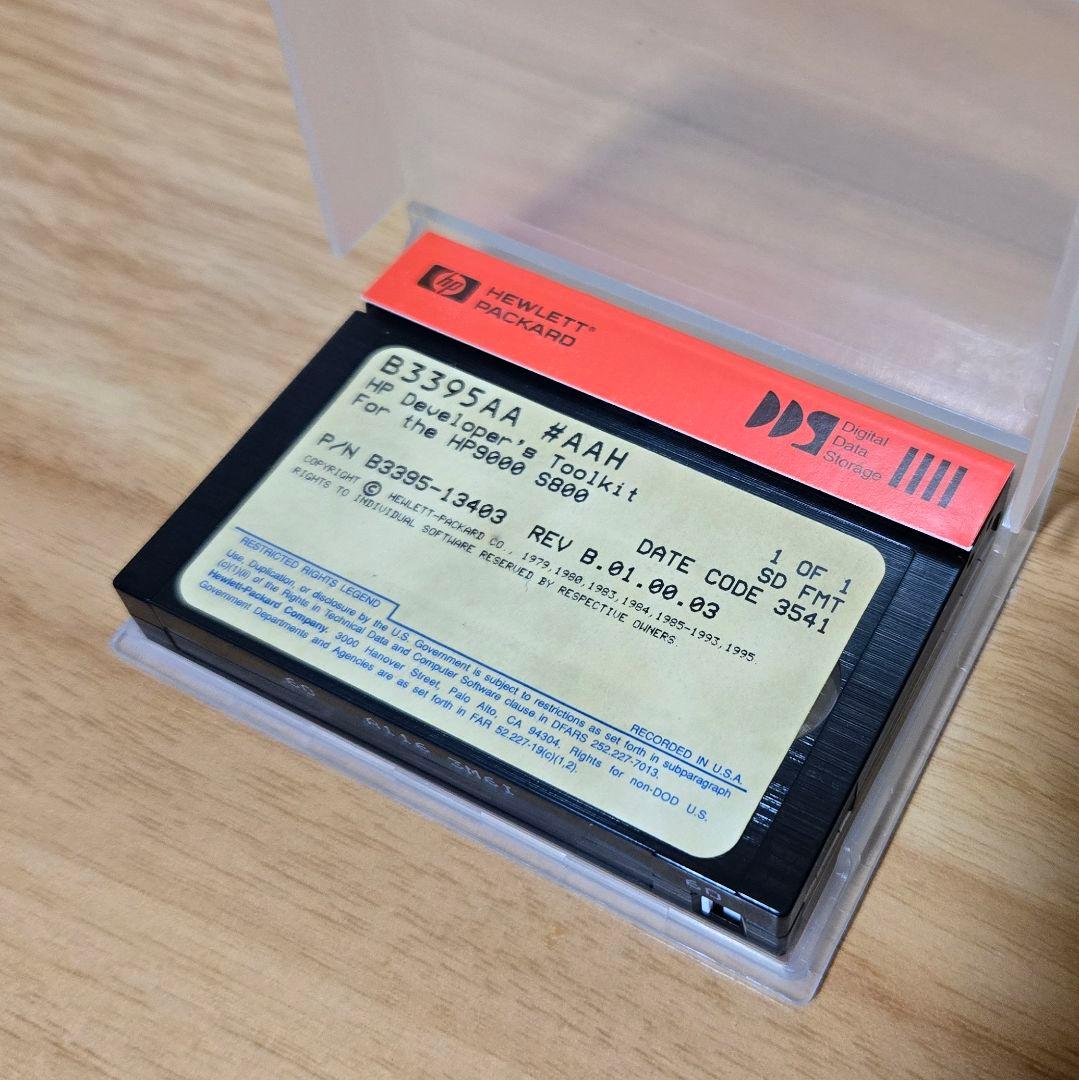 hp HEWLETT®
PACKARD
DDS Digital
Data
Storage
B3395AA #AAH
HP Developer's Toolkit
For the HP9000 S800
1 OF 1
SD FMT
DATE CODE 3541
P/N B3395-13403 REV B.01.00.03
COPYRIGHT © HEWLETT-PACKARD CO., 1979,1980,1983,1984,1985-1993,1995.
RIGHTS TO INDIVIDUAL SOFTWARE RESERVED BY RESPECTIVE OWNERS.
RECORDED IN U.S.A.
RESTRICTED RIGHTS LEGEND
Use, Duplication, or disclosure by the U.S. Government is subject to restrictions as set forth in subparagraph
(c)(1)(ii) of the Rights in Technical Data and Computer Software clause in DFARS 252.227-7013.
Hewlett-Packard Company, 3000 Hanover Street, Palo Alto, CA 94304. Rights for non-DOD U.S.
Government Departments and Agencies are as set forth in FAR 52.227-19(c)(1,2).